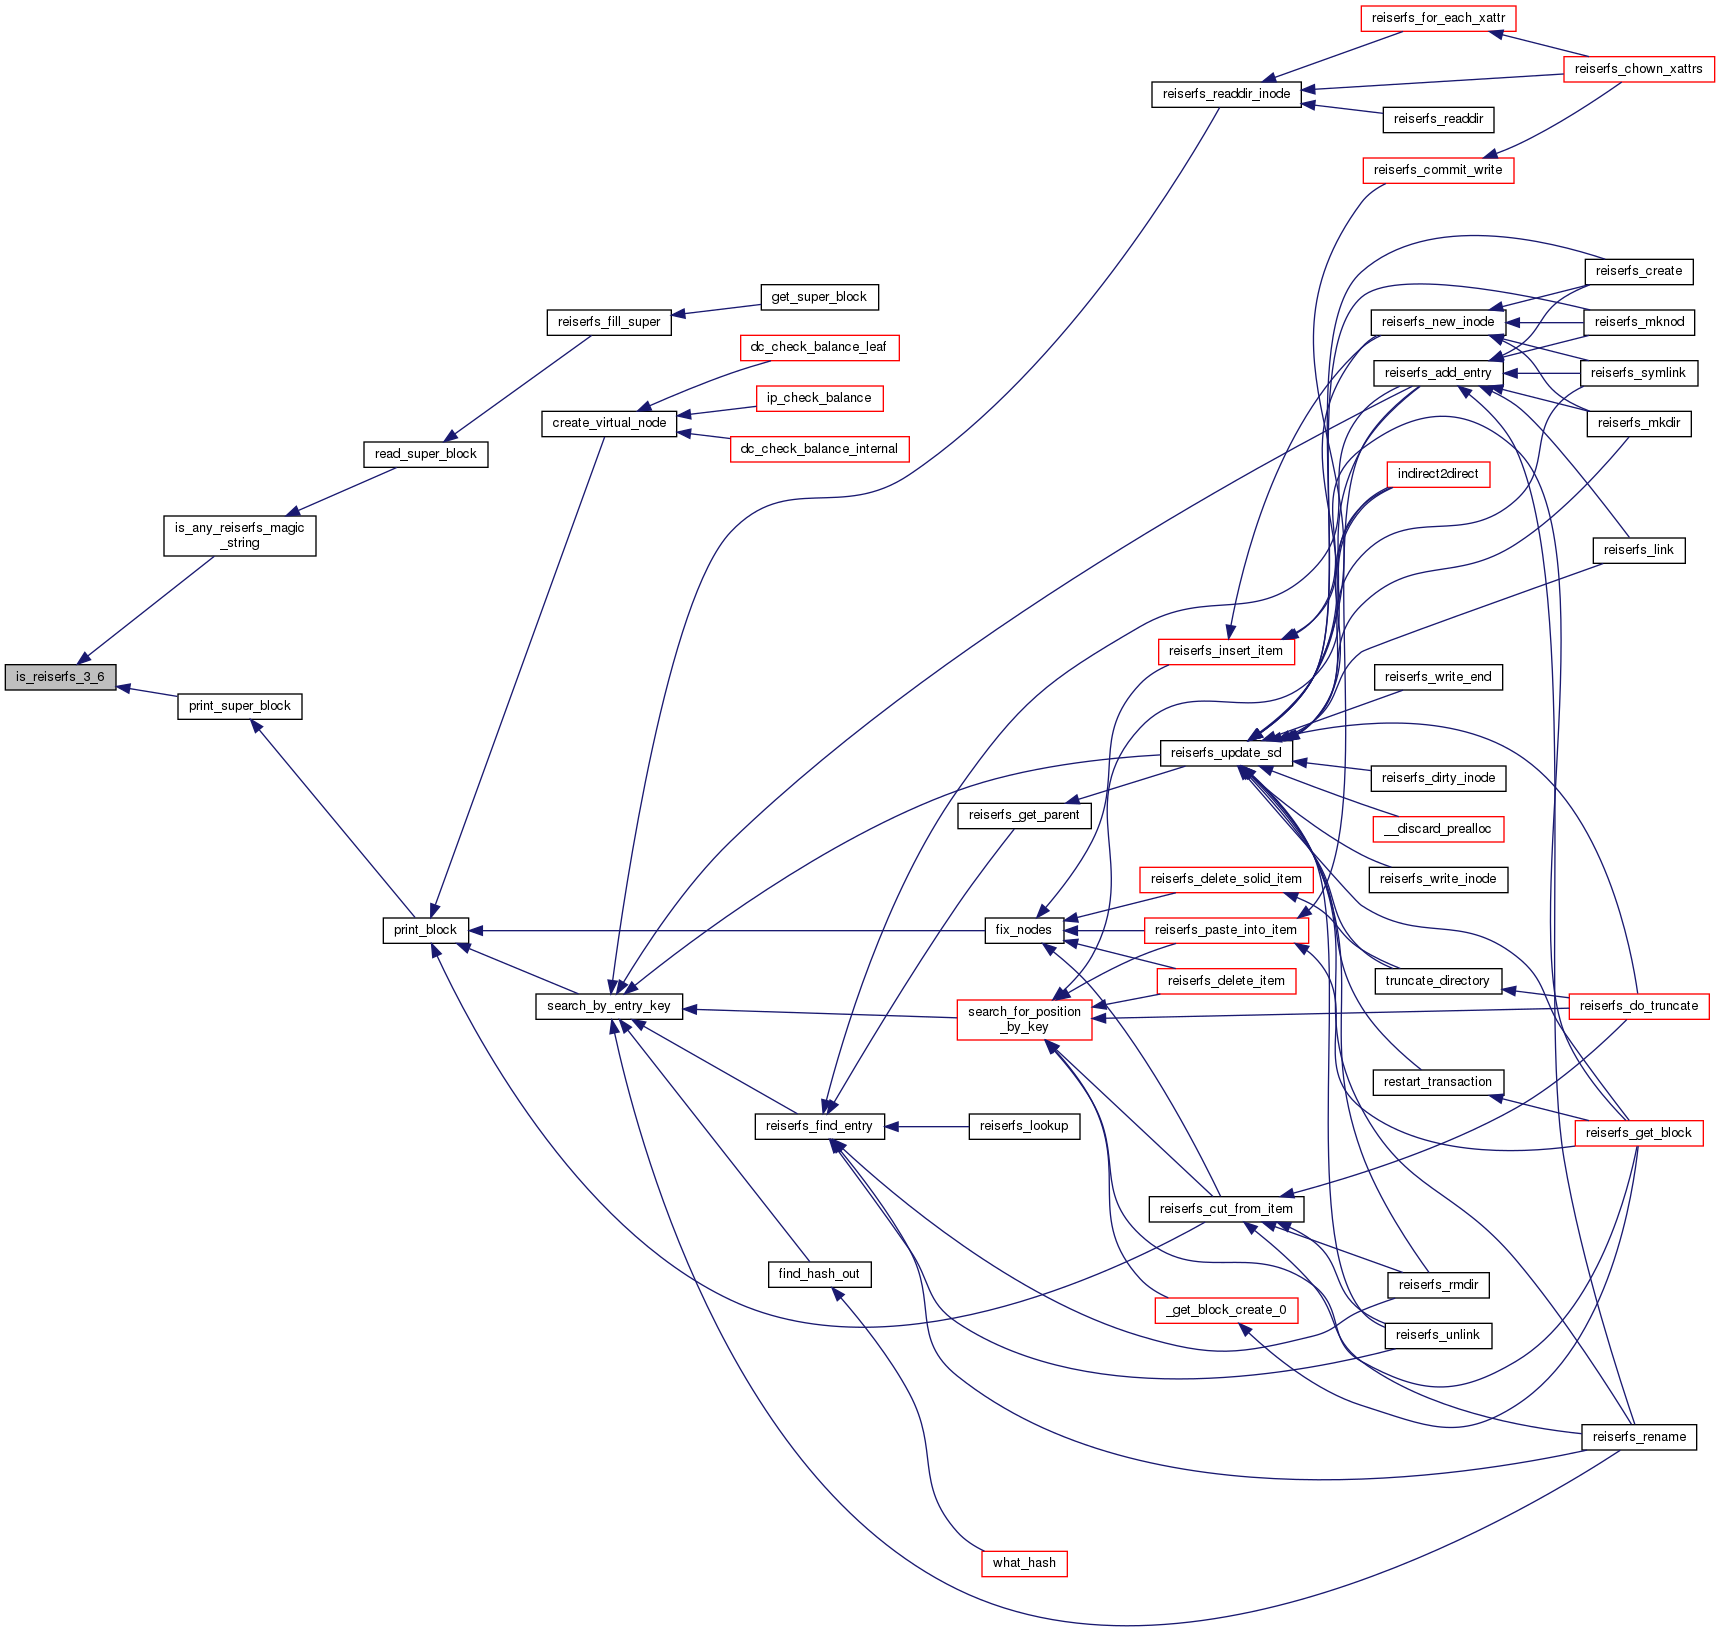 reiserfs_for_each_xattr
reiserfs_chown_xattrs
reiserfs_readdir_inode
reiserfs_readdir
reiserfs_commit_write
reiserfs_create
get_super_block
reiserfs_fill_super
reiserfs_new_inode
reiserfs_mknod
dc_check_balance_leaf
reiserfs_add_entry
reiserfs_symlink
ip_check_balance
create_virtual_node
reiserfs_mkdir
dc_check_balance_internal
read_super_block
indirect2direct
is_any_reiserfs_magic
_string
reiserfs_link
reiserfs_insert_item
is_reiserfs_3_6
reiserfs_write_end
print_super_block
reiserfs_update_sd
reiserfs_dirty_inode
reiserfs_get_parent
__discard_prealloc
reiserfs_delete_solid_item
reiserfs_write_inode
print_block
fix_nodes
reiserfs_paste_into_item
reiserfs_delete_item
truncate_directory
search_by_entry_key
search_for_position
_by_key
reiserfs_do_truncate
restart_transaction
reiserfs_find_entry
reiserfs_lookup
reiserfs_get_block
reiserfs_cut_from_item
find_hash_out
reiserfs_rmdir
_get_block_create_0
reiserfs_unlink
reiserfs_rename
what_hash